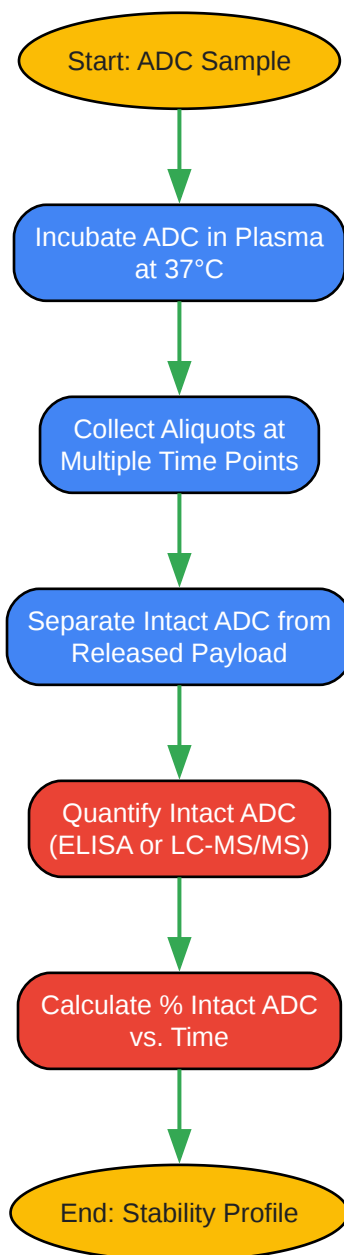 Start: ADC Sample
Incubate ADC in Plasma
at 37°C
Collect Aliquots at
Multiple Time Points
Separate Intact ADC from
Released Payload
Quantify Intact ADC
(ELISA or LC-MS/MS)
Calculate % Intact ADC
vs. Time
End: Stability Profile